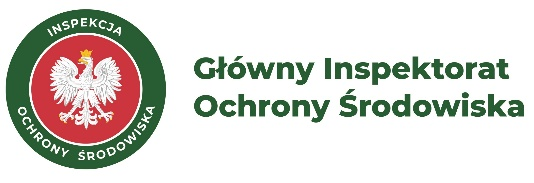 INSPEKCJA
OCHRONY ŚRODOWISKA
Główny Inspektorat
Ochrony Środowiska